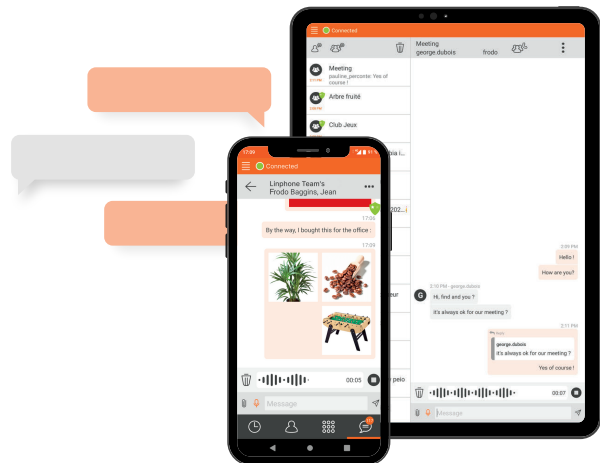 Connected
Meeting
george.dubois
frodo
Meeting
pauline_perconte: Yes of
course !
Arbre fruité
Club Jeux
17:09
Connected
Linphone Team's
Frodo Baggins, Jean
17:06
By the way, I bought this for the office !
17:09
00:05
Message
3:09 PM
Hello !
How are you?
3:10 PM - george.dubois
G
Hi, find and you ?
it's always ok for our meeting ?
3:11 PM
Reply
george.dubois
it's always ok for our meeting ?
Yes of course !
00:07
Message